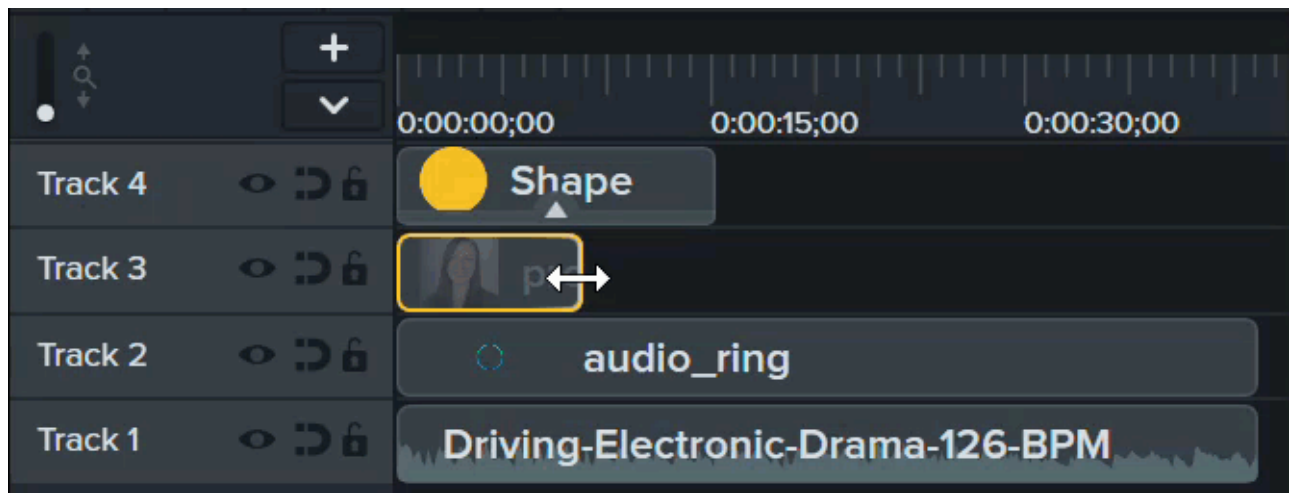 0:00:00;00 0:00:15;00 0:00:30;00
Track 4 Shape
Track 3
Track 2 audio_ring
Track 1 Driving-Electronic-Drama-126-BPM